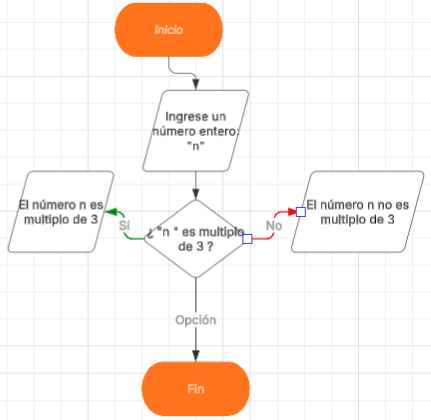 Inicio
Ingrese un
número entero:
"n"
El número n es
multiplo de 3
Sí
¿ "n " es multiplo
de 3 ?
No
El número n no es
multiplo de 3
Opción
Fin